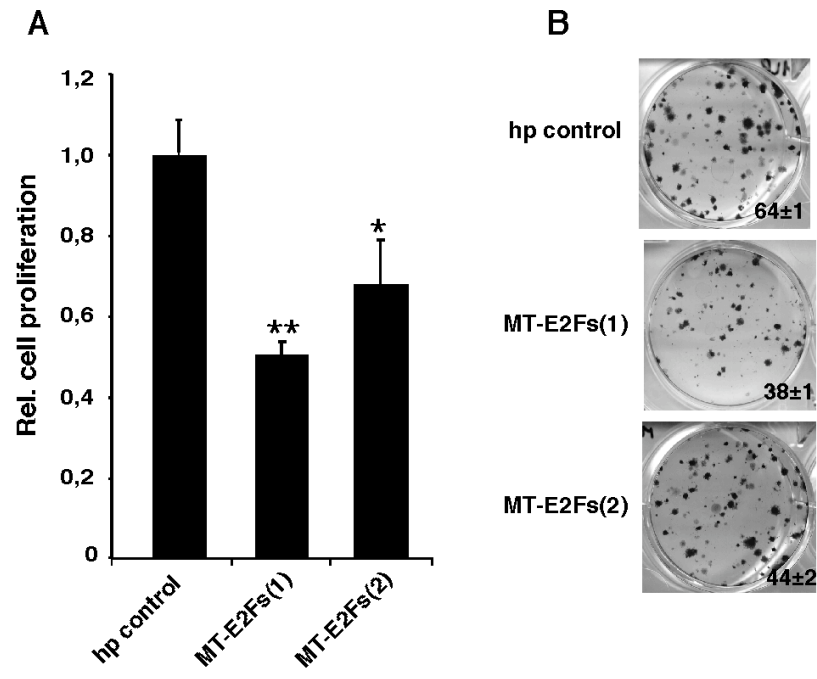 A
1,2
1,0
0,8
0,6
0,4
0,2
0
Rel. cell proliferation
*
**
hp control
MT-E2Fs(1)
MT-E2Fs(2)
B
hp control
64±1
MT-E2Fs(1)
38±1
MT-E2Fs(2)
44±2